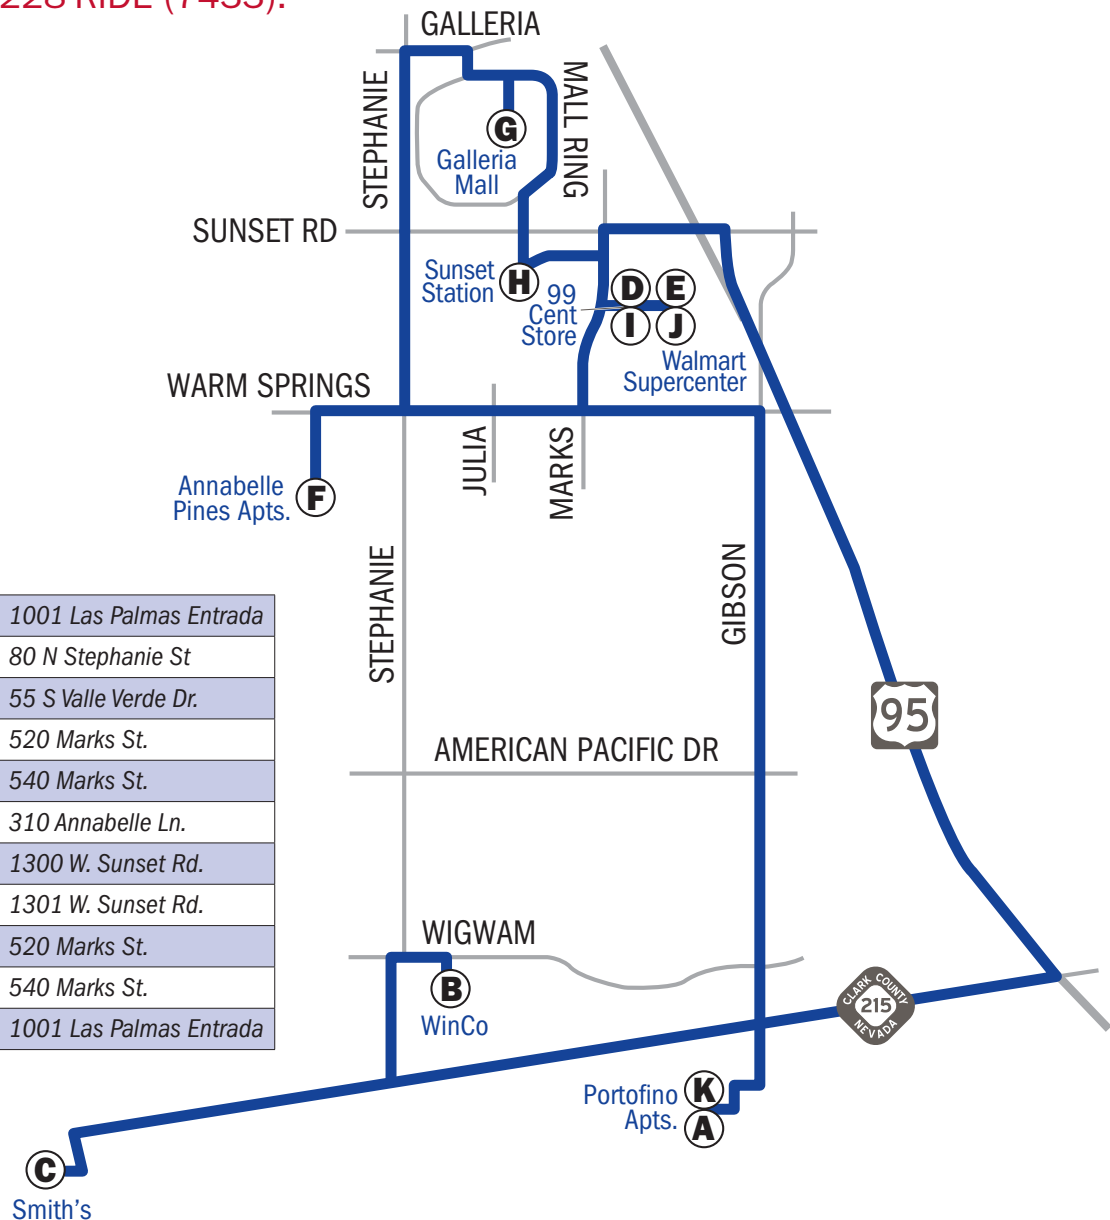 228 RIDE (7433).
GALLERIA
STEPHANIE
MALL RING
G
Galleria
Mall
SUNSET RD
Sunset
Station
H
99
Cent
Store
D
E
I
J
Walmart
Supercenter
WARM SPRINGS
JULIA
MARKS
Annabelle
Pines Apts.
F
STEPHANIE
GIBSON
1001 Las Palmas Entrada
80 N Stephanie St
55 S Valle Verde Dr.
520 Marks St.
540 Marks St.
310 Annabelle Ln.
1300 W. Sunset Rd.
1301 W. Sunset Rd.
520 Marks St.
540 Marks St.
1001 Las Palmas Entrada
95
AMERICAN PACIFIC DR
WIGWAM
B
WinCo
CLARK COUNTY
215
NEVADA
Portofino
Apts.
K
A
C
Smith's